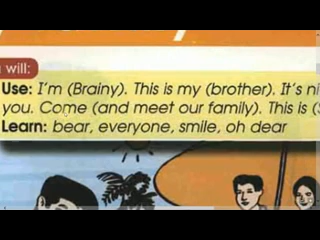 will:
Use: I'm (Brainy). This is my (brother). It's
you. Come (and meet our family). This is
Learn: bear, everyone, smile, oh dear